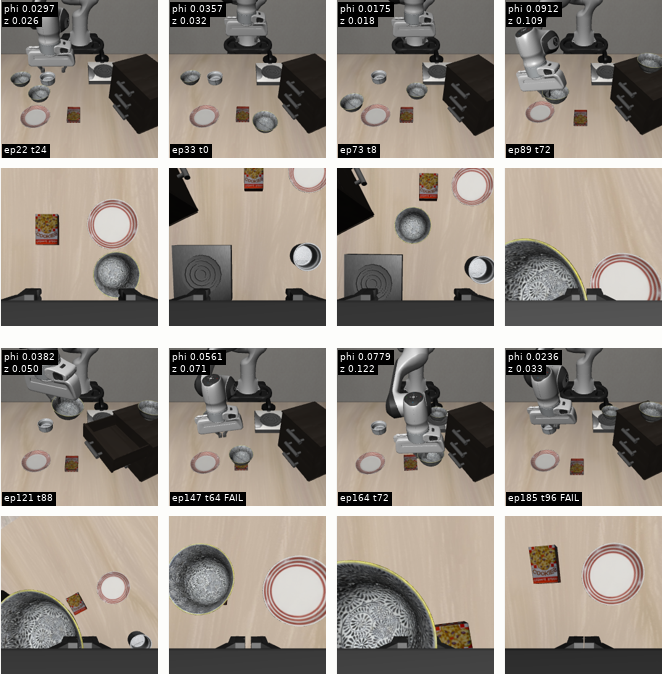 phi 0.0297
z 0.026
ep22 t24
phi 0.0357
z 0.032
ep33 t0
phi 0.0175
z 0.018
ep73 t8
phi 0.0912
z 0.109
ep89 t72
phi 0.0382
z 0.050
ep121 t88
phi 0.0561
z 0.071
ep147 t64 FAIL
phi 0.0779
z 0.122
ep164 t72
phi 0.0236
z 0.033
ep185 t96 FAIL